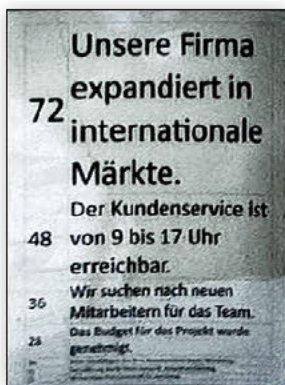 Unsere Firma
expandiert in
72 internationale
Märkte.
Der Kundenservice ist
48 von 9 bis 17 Uhr
erreichbar.
Wir suchen nach neuen
36 Mitarbeitern für das Team.
28 Das Budget für das Projekt wurde
genehmigt.